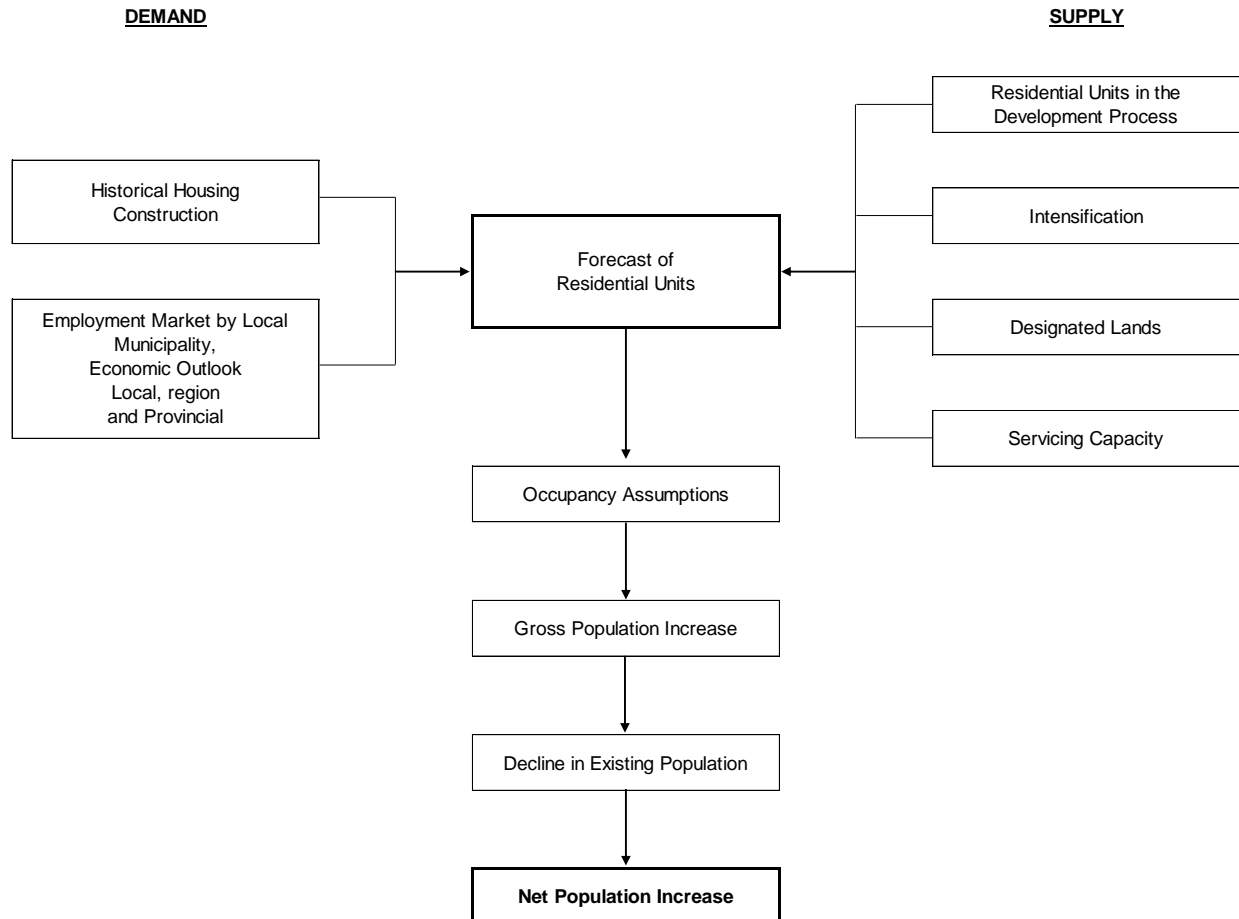 DEMAND
SUPPLY
Residential Units in the
Development Process
Historical Housing
Construction
Intensification
Forecast of
Residential Units
Employment Market by Local
Municipality,
Economic Outlook
Local, region
and Provincial
Designated Lands
Servicing Capacity
Occupancy Assumptions
Gross Population Increase
Decline in Existing Population
Net Population Increase